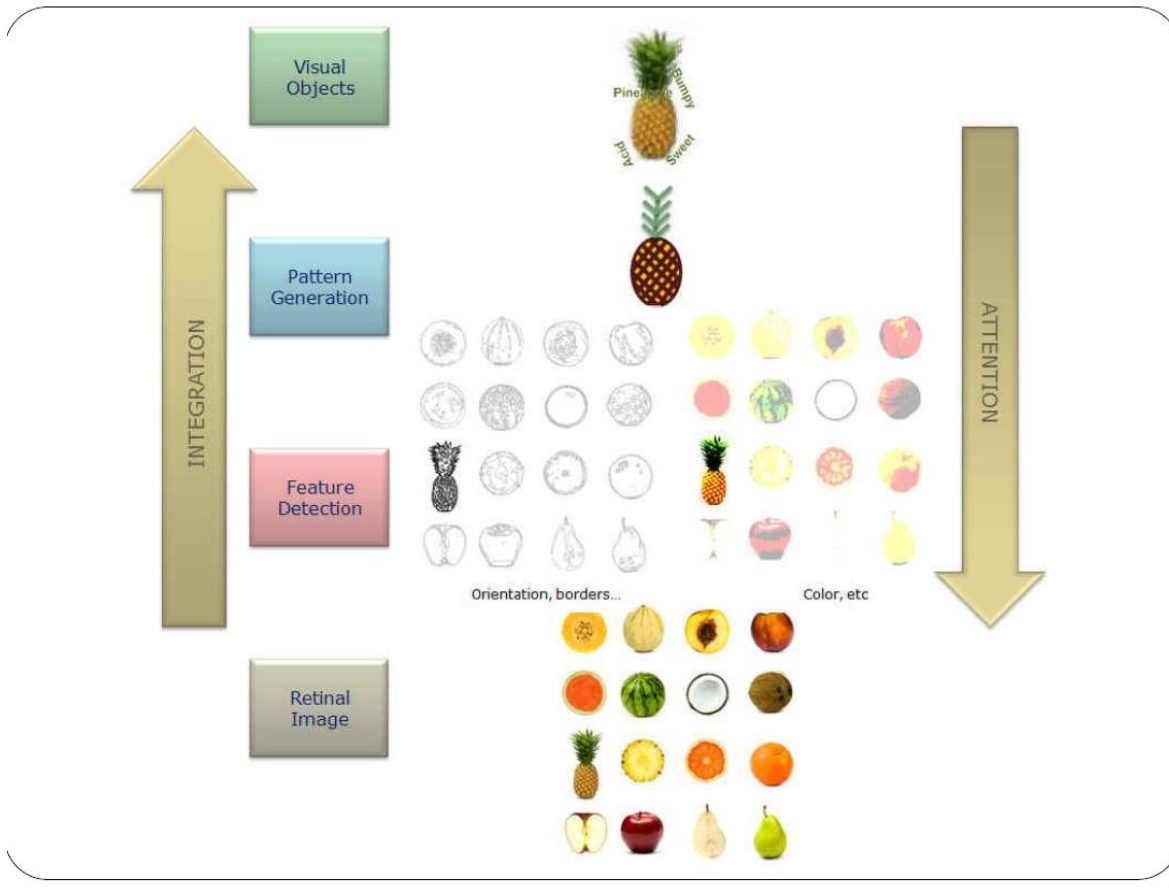 Visual
Objects
Pineapple
Bumpy
Acid
Sweet
Pattern
Generation
INTEGRATION
ATTENTION
Feature
Detection
Orientation, borders...
Color, etc
Retinal
Image